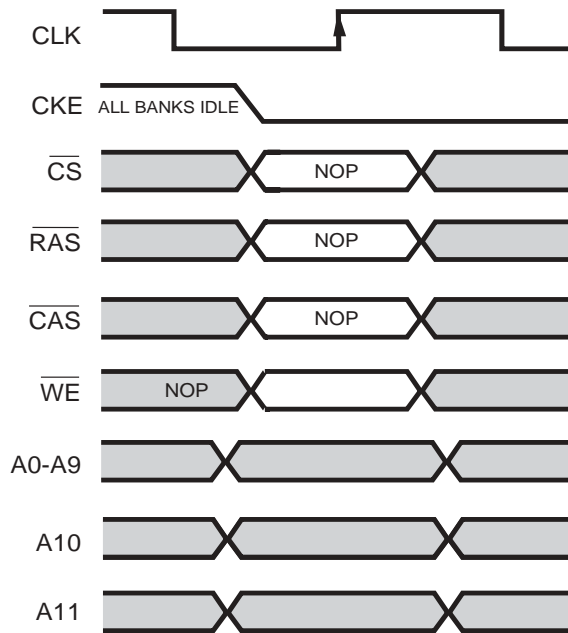 CLK
CKE ALL BANKS IDLE
CS NOP
RAS NOP
CAS NOP
WE NOP
A0-A9
A10
A11